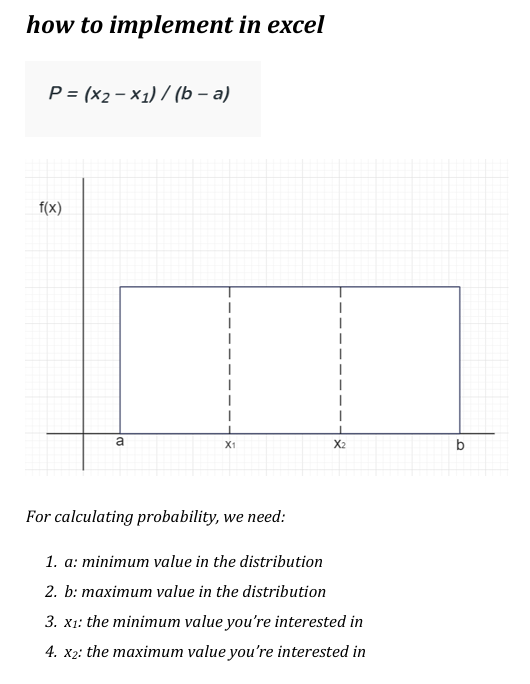 how to implement in excel
P = (x₂ – x₁) / (b – a)
f(x)
a x₁ x₂ b
For calculating probability, we need:
1. a: minimum value in the distribution
2. b: maximum value in the distribution
3. x₁: the minimum value you're interested in
4. x₂: the maximum value you're interested in